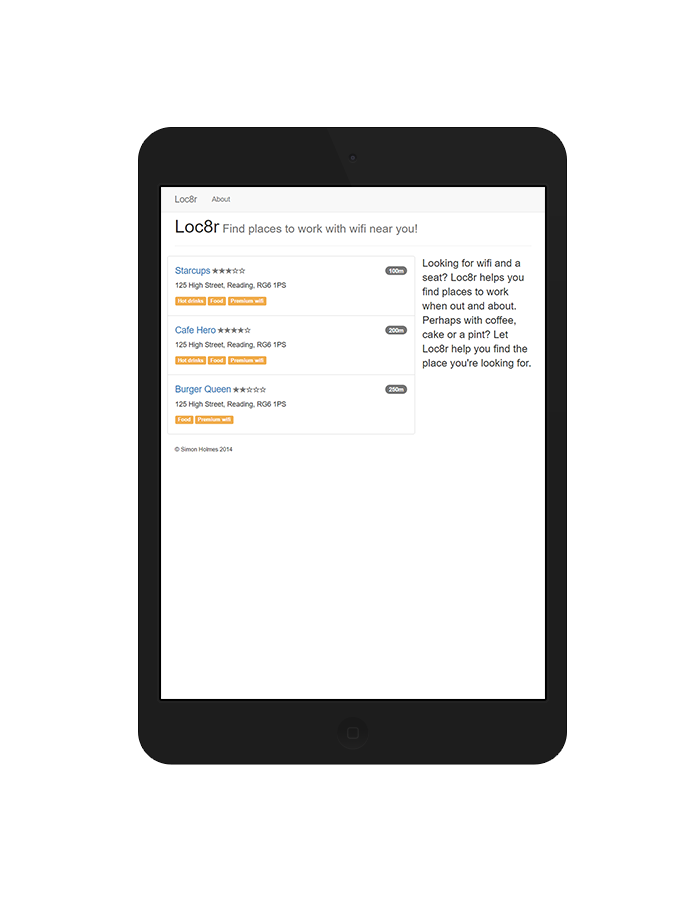 Loc8r About
Loc8r Find places to work with wifi near you!
Starcups 100m
125 High Street, Reading, RG6 1PS
Hot drinks Food Premium wifi
Cafe Hero 200m
125 High Street, Reading, RG6 1PS
Hot drinks Food Premium wifi
Burger Queen 250m
125 High Street, Reading, RG6 1PS
Food Premium wifi
Looking for wifi and a
seat? Loc8r helps you
find places to work
when out and about.
Perhaps with coffee,
cake or a pint? Let
Loc8r help you find the
place you're looking for.
© Simon Holmes 2014